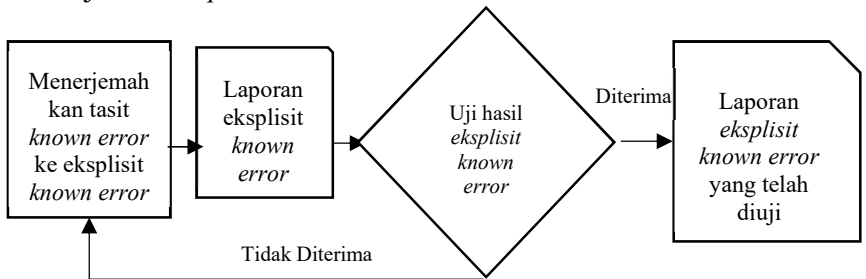 Menerjemah
kan tasit
known error
ke eksplisit
known error
Laporan
eksplisit
known
error
Uji hasil
eksplisit
known
error
Diterima
Laporan
eksplisit
known error
yang telah
diuji
Tidak Diterima